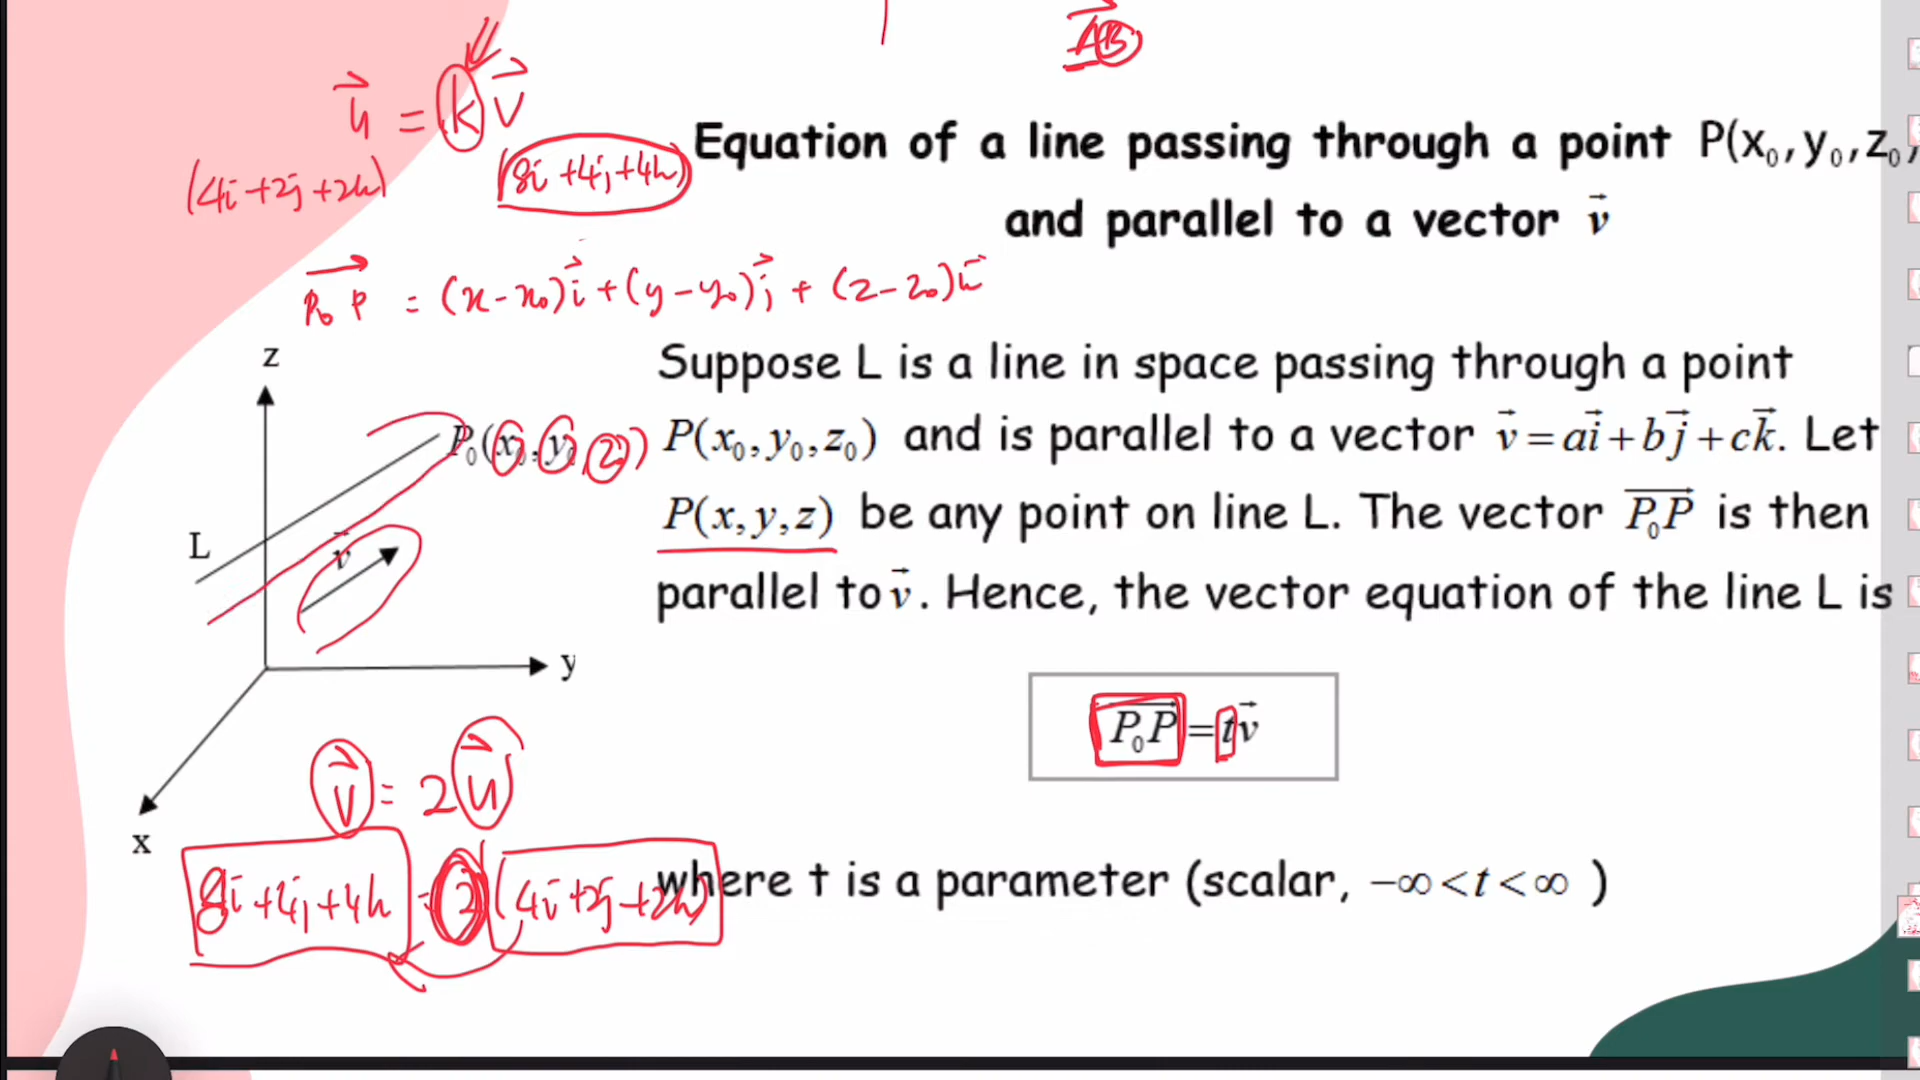 AB
u⃗ = k v⃗
(4i+2j+2k)
(8i+4j+4k)
Equation of a line passing through a point P(x₀,y₀,z₀)
and parallel to a vector v⃗
P₀P = (x-x₀)i⃗ + (y-y₀)j⃗ + (z-z₀)k⃗
Suppose L is a line in space passing through a point
P(x₀,y₀,z₀) and is parallel to a vector v⃗ = ai⃗ + bj⃗ + ck⃗. Let
P(x,y,z) be any point on line L. The vector P₀P is then
parallel to v⃗. Hence, the vector equation of the line L is
P₀P = tv⃗
where t is a parameter (scalar, -∞<t<∞ )
z
P₀(x₀,y₀,z₀)
L
v⃗
y
x
v⃗ = 2u⃗
8i+4j+4k = 2(4i+2j+2k)